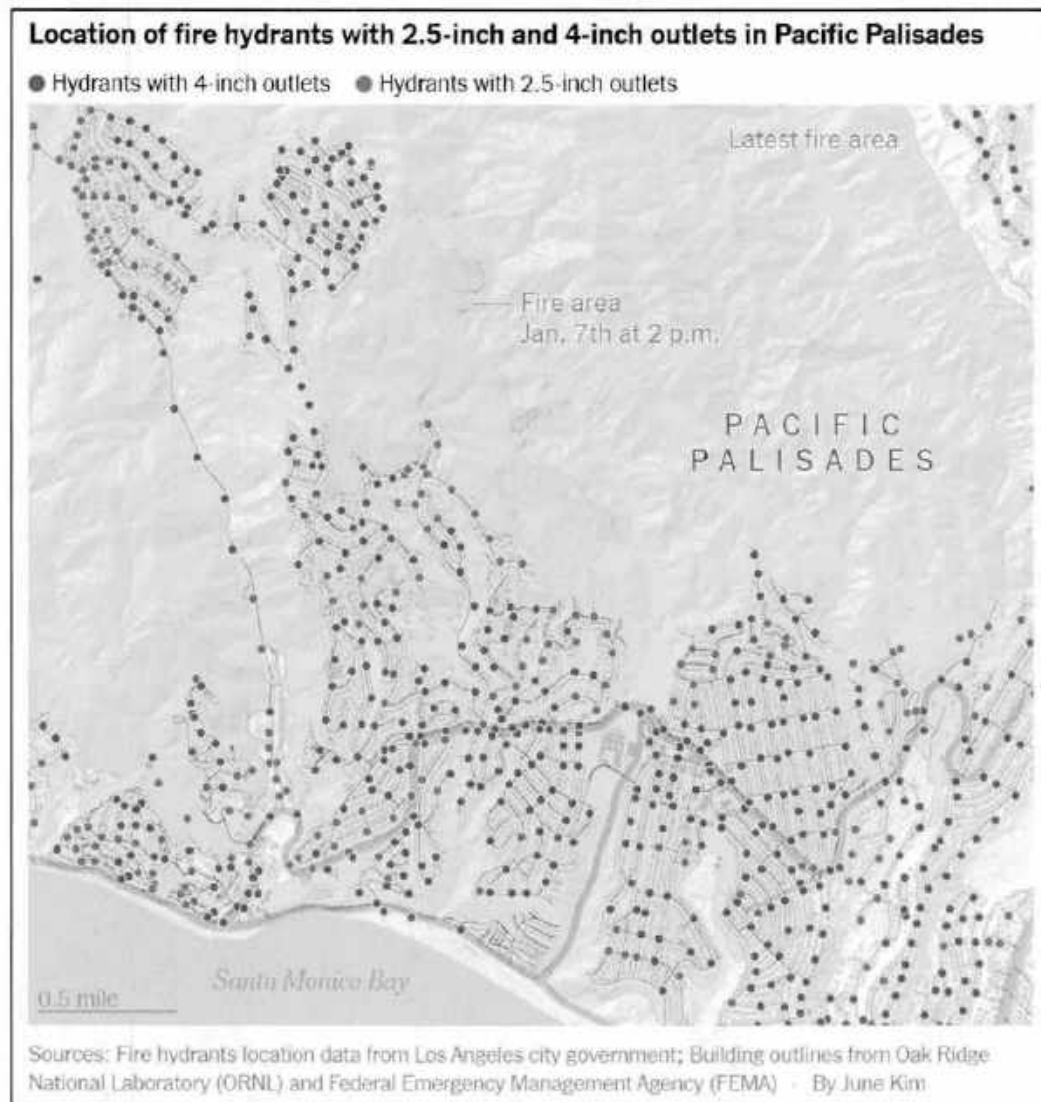 Location of fire hydrants with 2.5-inch and 4-inch outlets in Pacific Palisades
Hydrants with 4-inch outlets Hydrants with 2.5-inch outlets
Latest fire area
Fire area
Jan. 7th at 2 p.m.
PACIFIC
PALISADES
Santa Monica Bay
0.5 mile
Sources: Fire hydrants location data from Los Angeles city government; Building outlines from Oak Ridge
National Laboratory (ORNL) and Federal Emergency Management Agency (FEMA) · By June Kim